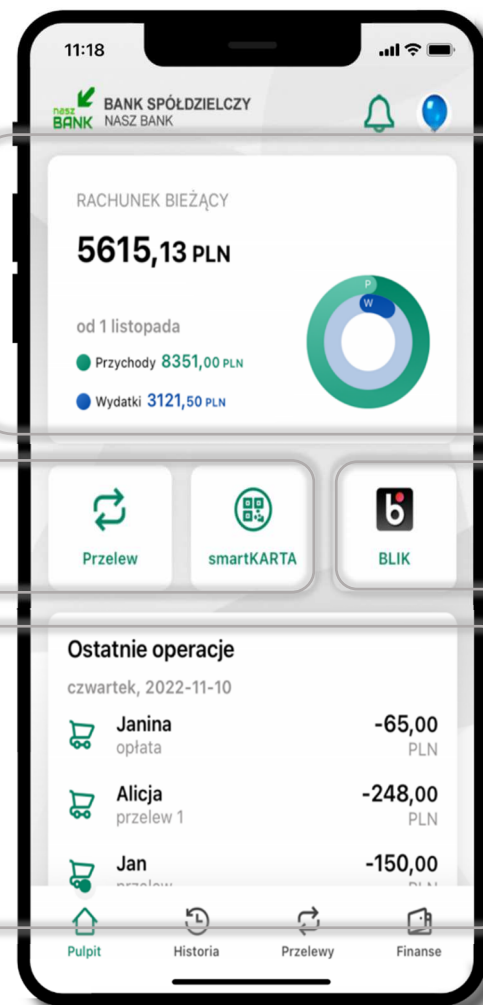 11:18
nasz
BANK
BANK SPÓŁDZIELCZY
NASZ BANK
RACHUNEK BIEŻĄCY
5615,13 PLN
od 1 listopada
Przychody 8351,00 PLN
Wydatki 3121,50 PLN
P
W
Przelew
smartKARTA
BLIK
Ostatnie operacje
czwartek, 2022-11-10
Janina -65,00
opłata PLN
Alicja -248,00
przelew 1 PLN
Jan -150,00
przelew PLN
Pulpit Historia Przelewy Finanse